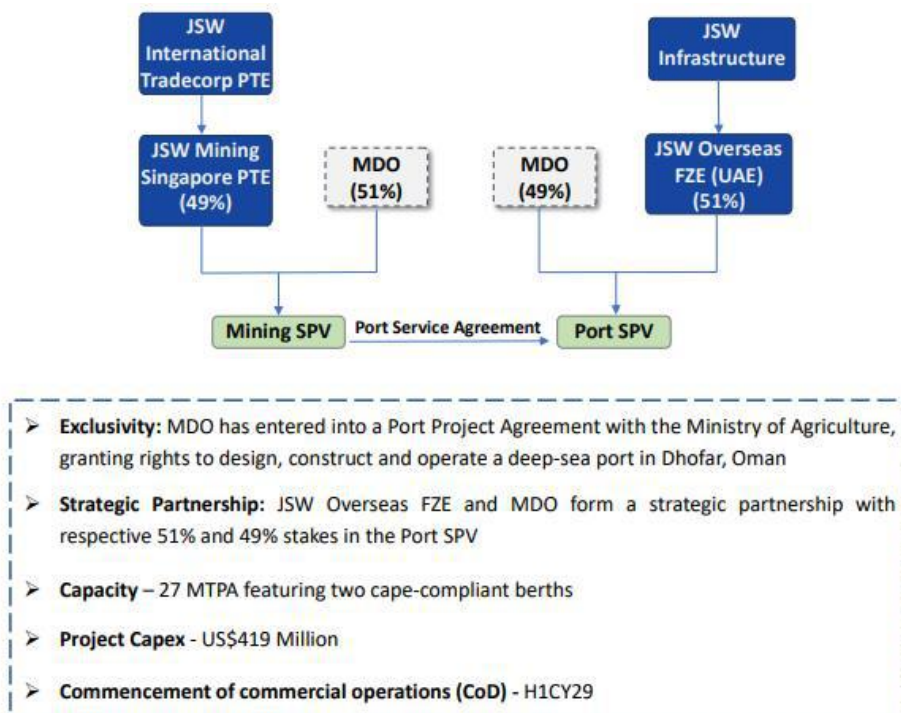 JSW
International
Tradecorp PTE
JSW
Infrastructure
JSW Mining
Singapore PTE
(49%)
MDO
(51%)
MDO
(49%)
JSW Overseas
FZE (UAE)
(51%)
Mining SPV
Port Service Agreement
Port SPV
➢ Exclusivity: MDO has entered into a Port Project Agreement with the Ministry of Agriculture,
granting rights to design, construct and operate a deep-sea port in Dhofar, Oman
➢ Strategic Partnership: JSW Overseas FZE and MDO form a strategic partnership with
respective 51% and 49% stakes in the Port SPV
➢ Capacity – 27 MTPA featuring two cape-compliant berths
➢ Project Capex - US$419 Million
➢ Commencement of commercial operations (CoD) - H1CY29